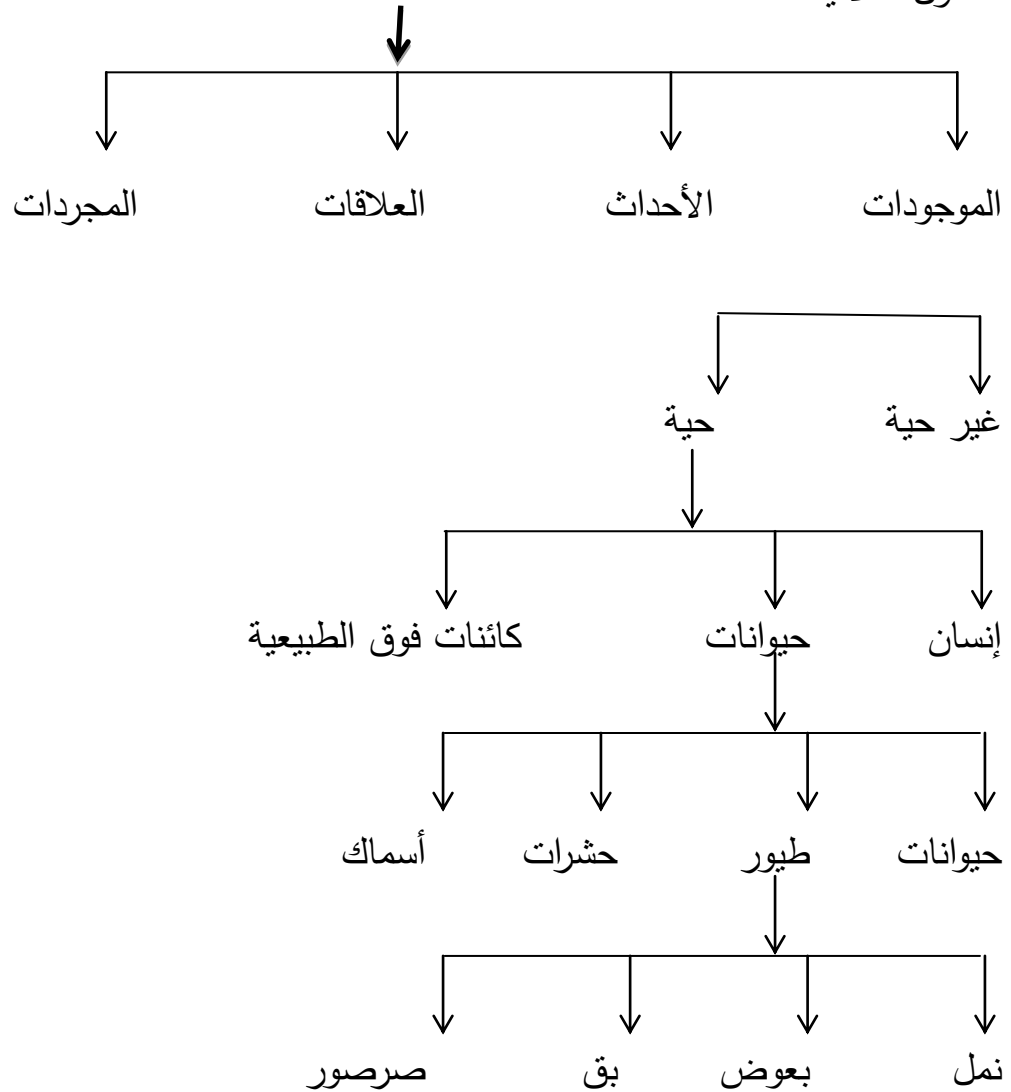 الموجودات الأحداث العلاقات المجردات
غير حية حية
إنسان حيوانات كائنات فوق الطبيعية
حيوانات طيور حشرات أسماك
نمل بعوض بق صرصور